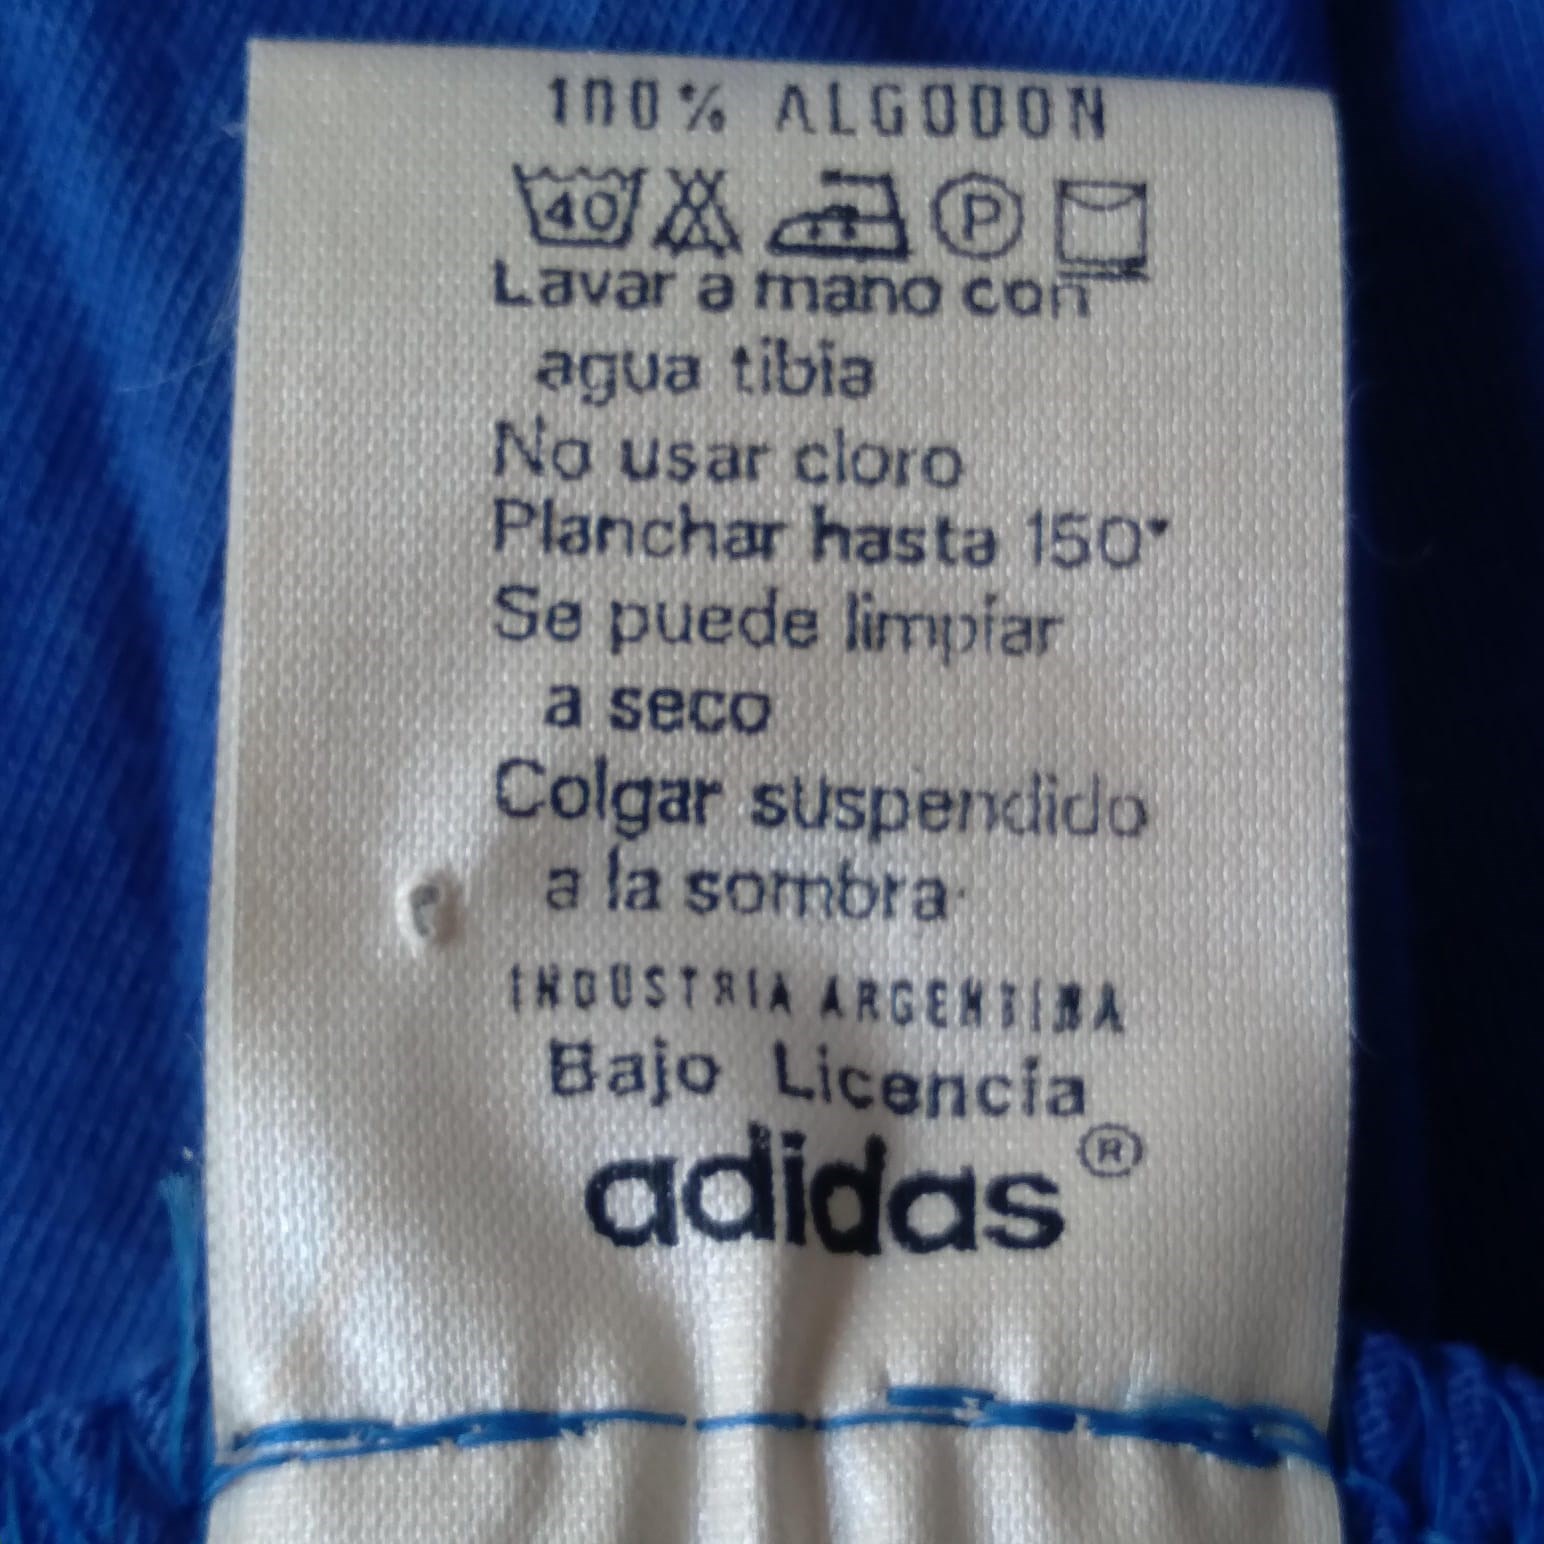 100% ALGODON
40 P
Lavar a mano con
agua tibia
No usar cloro
Planchar hasta 150°
Se puede limpiar
a seco
Colgar suspendido
a la sombra
INDUSTRIA ARGENTINA
Bajo Licencia
adidas®